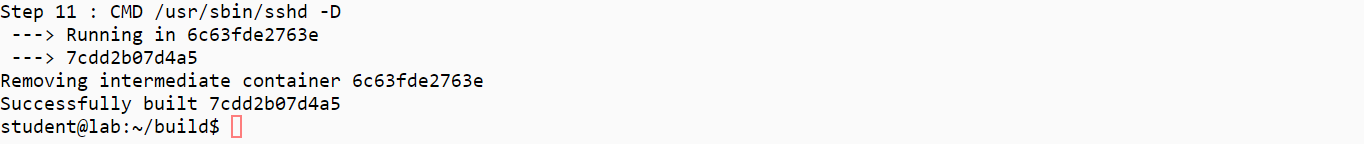 Step 11 : CMD /usr/sbin/sshd -D
 ---> Running in 6c63fde2763e
 ---> 7cdd2b07d4a5
Removing intermediate container 6c63fde2763e
Successfully built 7cdd2b07d4a5
student@lab:~/build$